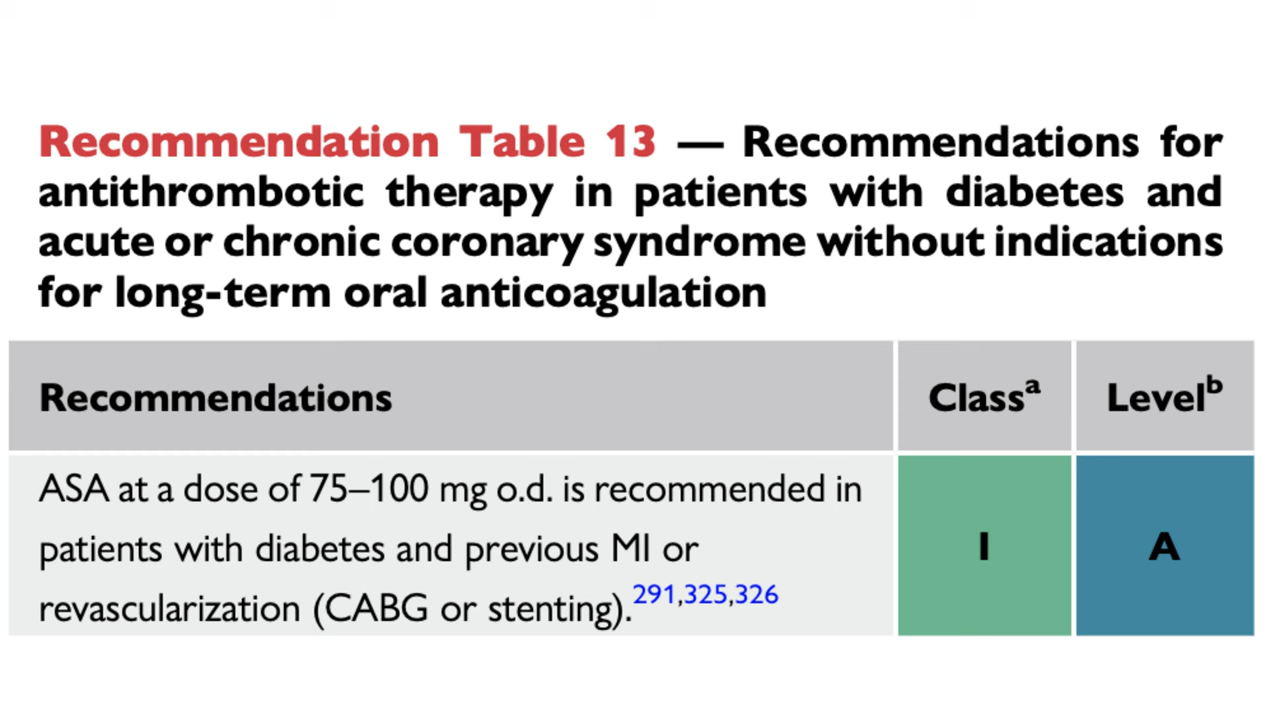 Recommendation Table 13 — Recommendations for
antithrombotic therapy in patients with diabetes and
acute or chronic coronary syndrome without indications
for long-term oral anticoagulation
Recommendations Classᵃ Levelᵇ
ASA at a dose of 75–100 mg o.d. is recommended in
patients with diabetes and previous MI or
revascularization (CABG or stenting).291,325,326
I A